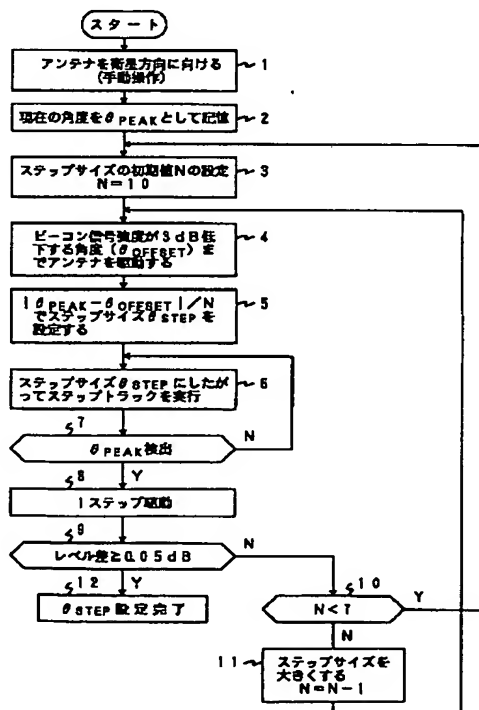 スタート
アンテナを衛星方向に向ける
(手動操作)
1
現在の角度をθPEAKとして記憶
2
ステップサイズの初期値Nの設定
N=10
3
ビーコン信号強度が3dB低
下する角度(θOFFSET)ま
でアンテナを駆動する
4
|θPEAK-θOFFSET|/N
でステップサイズθSTEPを
設定する
5
ステップサイズθSTEPにしたが
ってステップトラックを実行
6
7
θPEAK検出
N
8
Y
1ステップ駆動
9
レベル差≧0.05dB
N
12
Y
θSTEP設定完了
10
N<7
Y
N
11
ステップサイズを
大きくする
N=N-1